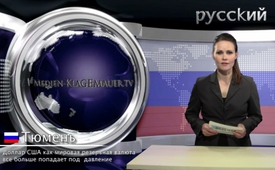 русский
#MEDIEN-KLAGEMAUER.TV
Тюмень
Доллар США как мировая резервная валюта
все больше попадает под давление